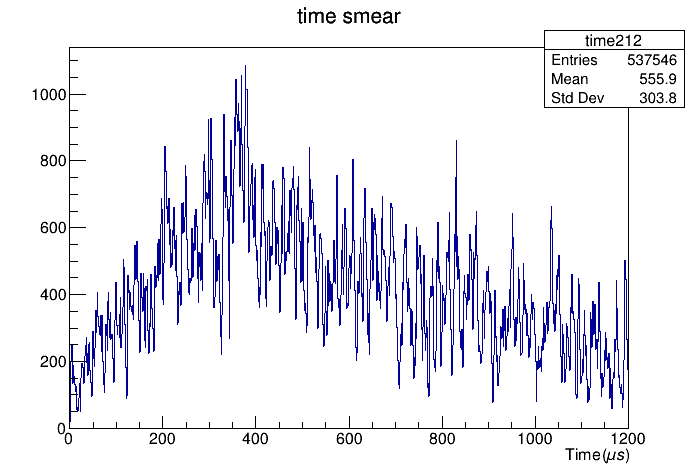 time smear
time212
Entries 537546
Mean 555.9
Std Dev 303.8
1000
800
600
400
200
0
0 200 400 600 800 1000 1200
Time(μs)